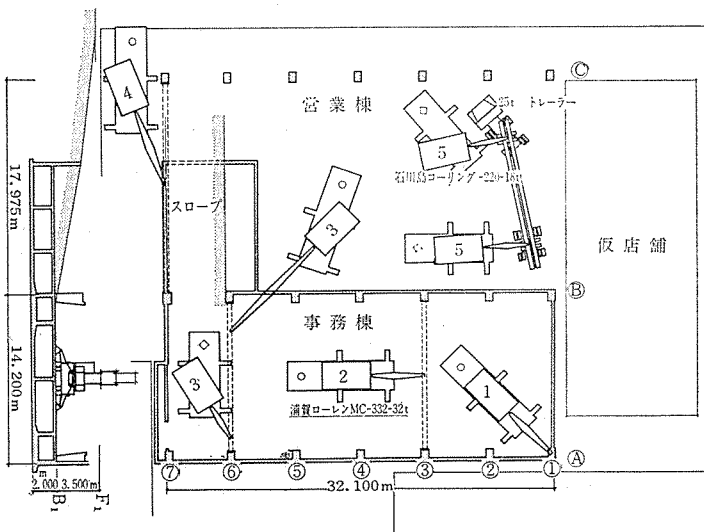 4
営業棟
Ⓒ
25t トレーラー
5
石川島コーリング-220-18t
17.975m
スロープ
3
5
仮店舗
Ⓑ
事務棟
14.200m
3
2
1
浦賀ローレンMC-332-32t
Ⓐ
⑦ ⑥ ⑤ ④ ③ ② ①
m
2.000 3.500m
32.100m
B₁
F₁